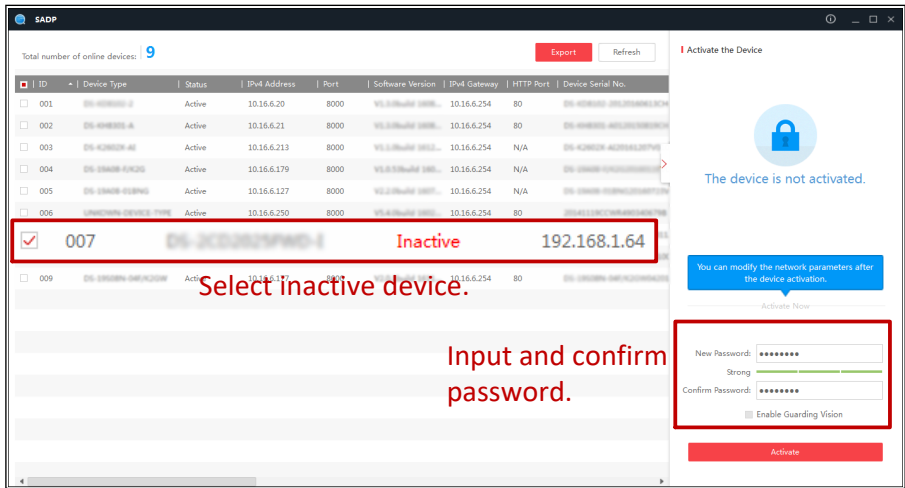 SADP
Total number of online devices: 9
Export
Refresh
ID Device Type Status IPv4 Address Port Software Version IPv4 Gateway HTTP Port Device Serial No.
001 Active 10.16.6.20 8000 10.16.6.254 80
002 Active 10.16.6.21 8000 10.16.6.254 80
003 Active 10.16.6.213 8000 10.16.6.254 N/A
004 Active 10.16.6.179 8000 10.16.6.254 N/A
005 Active 10.16.6.127 8000 10.16.6.254 N/A
006 Active 10.16.6.250 8000 10.16.6.254 80
007 Inactive 192.168.1.64
009 Active 8000 10.16.6.254 80
Select inactive device.
Input and confirm
password.
Activate the Device
The device is not activated.
You can modify the network parameters after
the device activation.
Activate Now
New Password:
Strong
Confirm Password:
Enable Guarding Vision
Activate